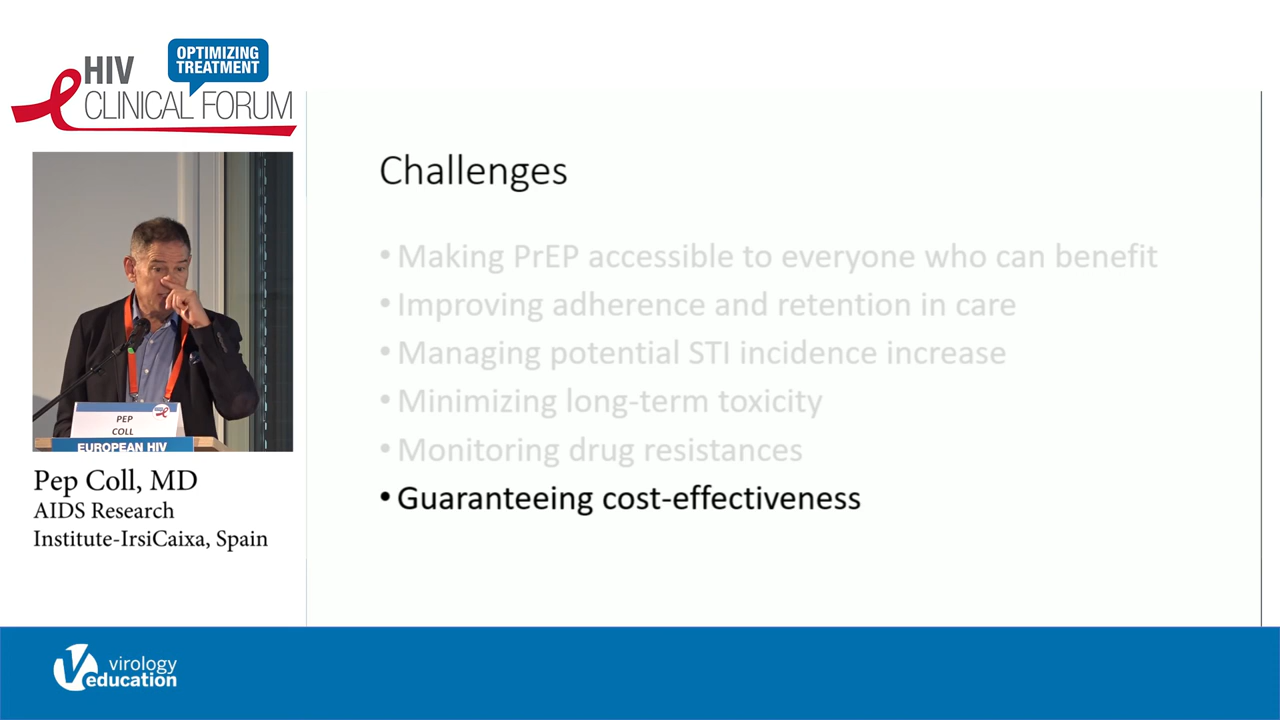 HIV
OPTIMIZING
TREATMENT
CLINICAL FORUM
PEP
COLL
EUROPEAN HIV
Pep Coll, MD
AIDS Research
Institute-IrsiCaixa, Spain
Challenges
• Making PrEP accessible to everyone who can benefit
• Improving adherence and retention in care
• Managing potential STI incidence increase
• Minimizing long-term toxicity
• Monitoring drug resistances
• Guaranteeing cost-effectiveness
virology
education